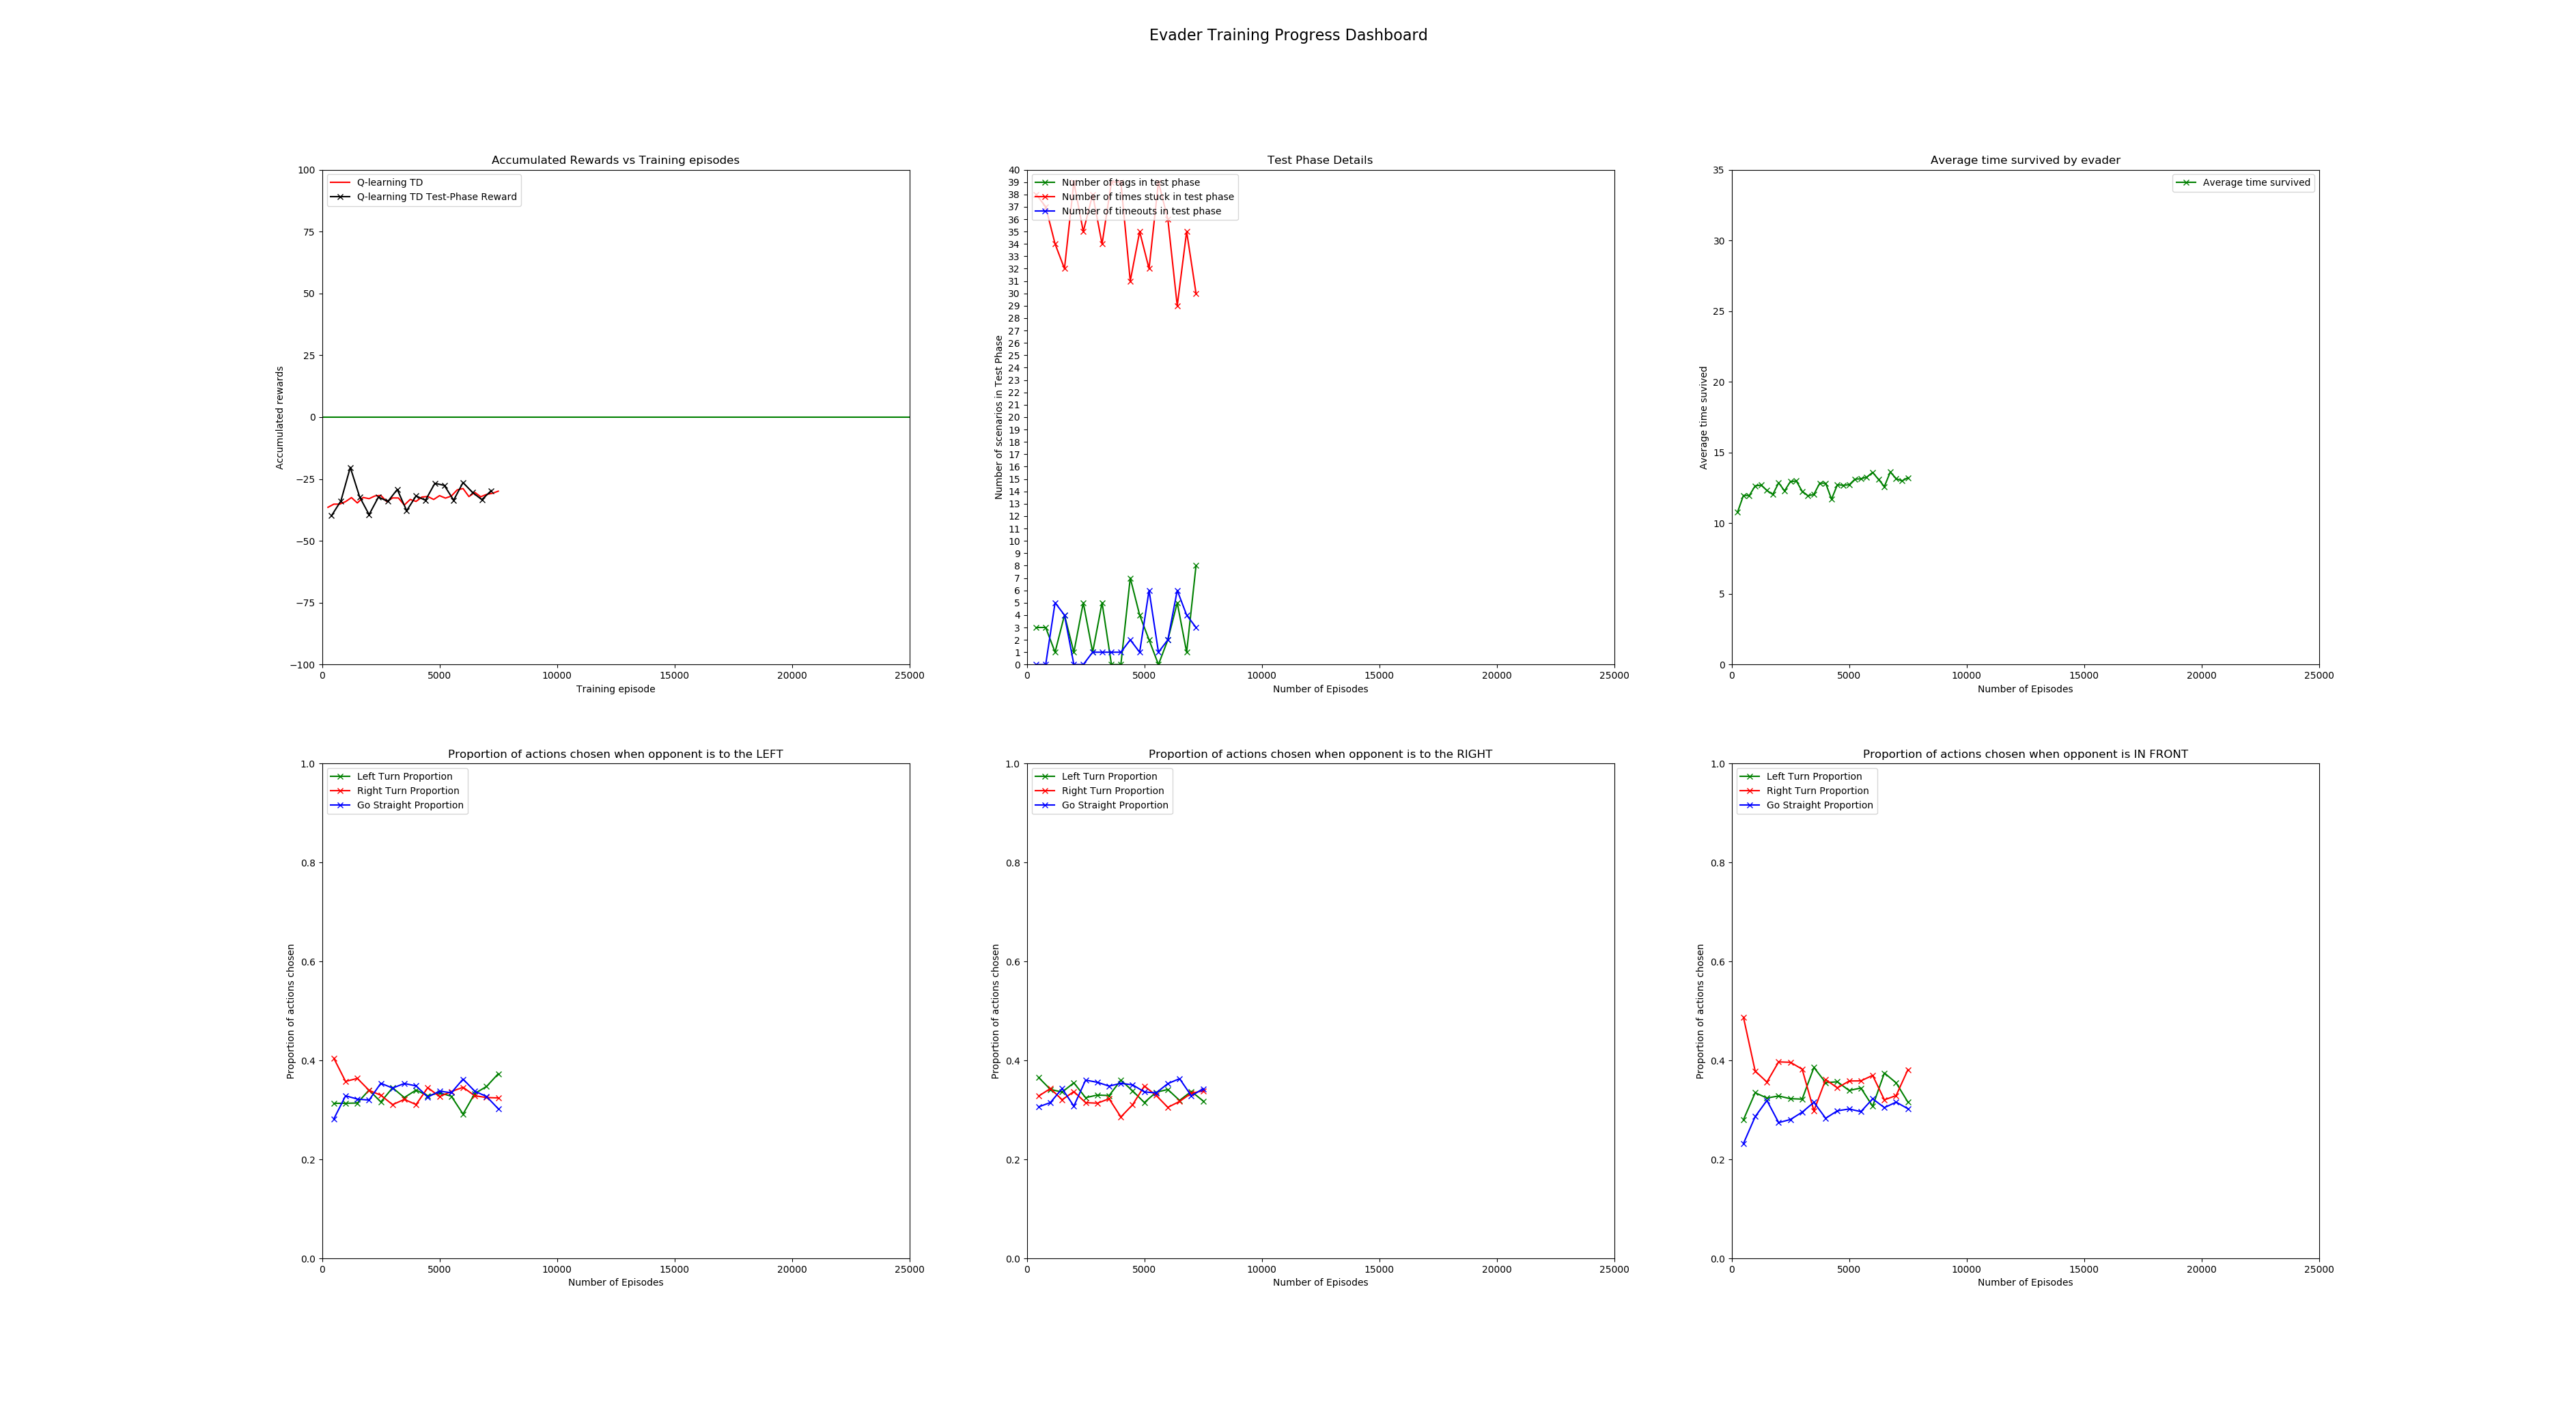 Evader Training Progress Dashboard
Accumulated Rewards vs Training episodes
Q-learning TD
Q-learning TD Test-Phase Reward
100
75
50
25
0
−25
−50
−75
−100
Accumulated rewards
0 5000 10000 15000 20000 25000
Training episode
Test Phase Details
Number of tags in test phase
Number of times stuck in test phase
Number of timeouts in test phase
40
39
38
37
36
35
34
33
32
31
30
29
28
27
26
25
24
23
22
21
20
19
18
17
16
15
14
13
12
11
10
9
8
7
6
5
4
3
2
1
0
Number of scenarios in Test Phase
0 5000 10000 15000 20000 25000
Number of Episodes
Average time survived by evader
Average time survived
35
30
25
20
15
10
5
0
Average time survived
0 5000 10000 15000 20000 25000
Number of Episodes
Proportion of actions chosen when opponent is to the LEFT
Left Turn Proportion
Right Turn Proportion
Go Straight Proportion
1.0
0.8
0.6
0.4
0.2
0.0
Proportion of actions chosen
0 5000 10000 15000 20000 25000
Number of Episodes
Proportion of actions chosen when opponent is to the RIGHT
Left Turn Proportion
Right Turn Proportion
Go Straight Proportion
1.0
0.8
0.6
0.4
0.2
0.0
Proportion of actions chosen
0 5000 10000 15000 20000 25000
Number of Episodes
Proportion of actions chosen when opponent is IN FRONT
Left Turn Proportion
Right Turn Proportion
Go Straight Proportion
1.0
0.8
0.6
0.4
0.2
0.0
Proportion of actions chosen
0 5000 10000 15000 20000 25000
Number of Episodes